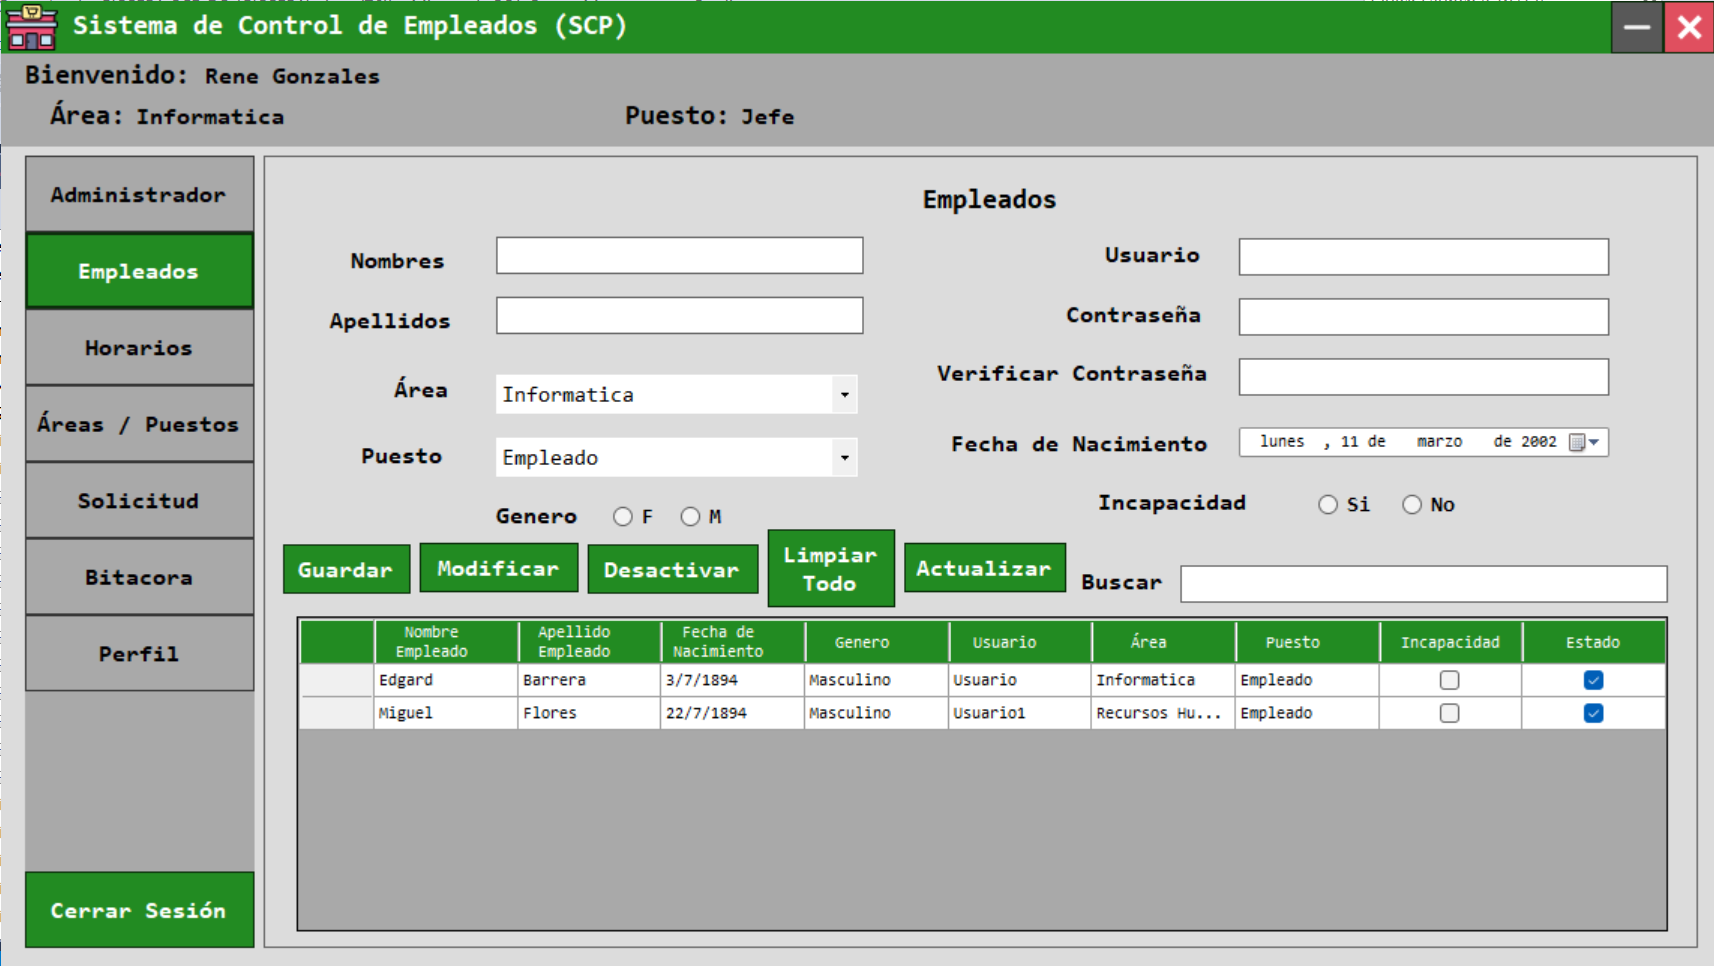 Sistema de Control de Empleados (SCP)
Bienvenido: Rene Gonzales
Área: Informatica
Puesto: Jefe
Administrador
Empleados
Horarios
Áreas / Puestos
Solicitud
Bitacora
Perfil
Cerrar Sesión
Empleados
Nombres
Apellidos
Área Informatica
Puesto Empleado
Genero F M
Usuario
Contraseña
Verificar Contraseña
Fecha de Nacimiento lunes , 11 de marzo de 2002
Incapacidad Si No
Guardar
Modificar
Desactivar
Limpiar
Todo
Actualizar
Buscar
Nombre Empleado Apellido Empleado Fecha de Nacimiento Genero Usuario Área Puesto Incapacidad Estado
Edgard Barrera 3/7/1894 Masculino Usuario Informatica Empleado
Miguel Flores 22/7/1894 Masculino Usuario1 Recursos Hu... Empleado